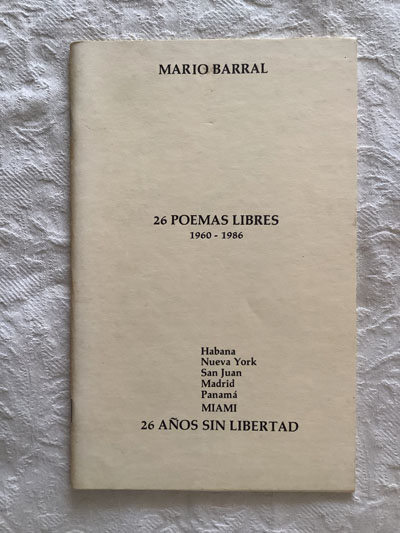 MARIO BARRAL
26 POEMAS LIBRES
1960 - 1986
Habana
Nueva York
San Juan
Madrid
Panamá
MIAMI
26 AÑOS SIN LIBERTAD